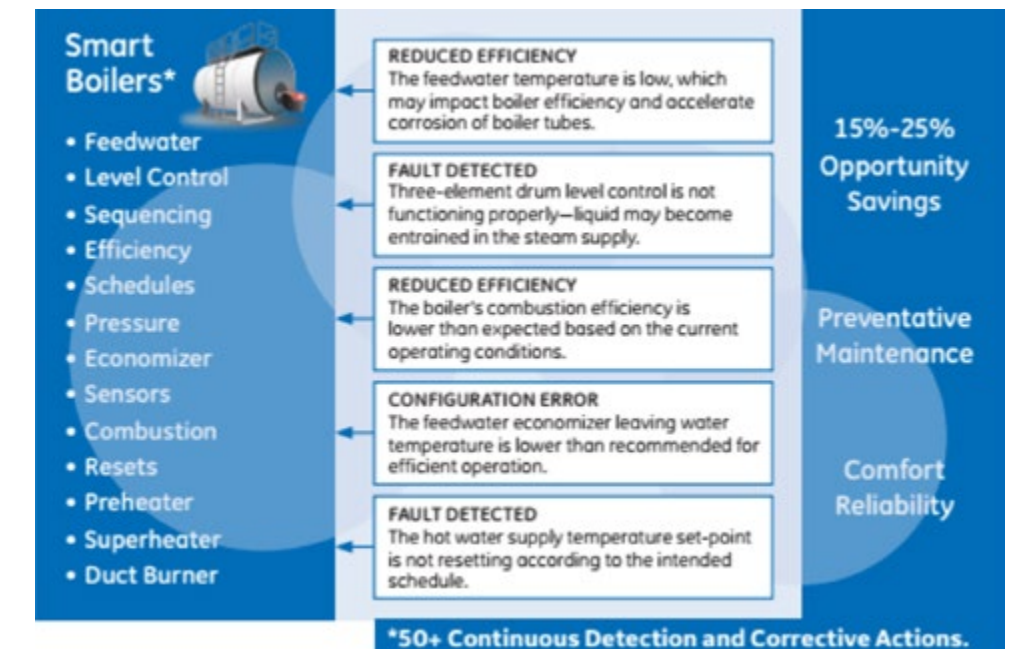 Smart
Boilers*
• Feedwater
• Level Control
• Sequencing
• Efficiency
• Schedules
• Pressure
• Economizer
• Sensors
• Combustion
• Resets
• Preheater
• Superheater
• Duct Burner
REDUCED EFFICIENCY
The feedwater temperature is low, which
may impact boiler efficiency and accelerate
corrosion of boiler tubes.
FAULT DETECTED
Three-element drum level control is not
functioning properly—liquid may become
entrained in the steam supply.
REDUCED EFFICIENCY
The boiler's combustion efficiency is
lower than expected based on the current
operating conditions.
CONFIGURATION ERROR
The feedwater economizer leaving water
temperature is lower than recommended for
efficient operation.
FAULT DETECTED
The hot water supply temperature set-point
is not resetting according to the intended
schedule.
15%-25%
Opportunity
Savings
Preventative
Maintenance
Comfort
Reliability
*50+ Continuous Detection and Corrective Actions.